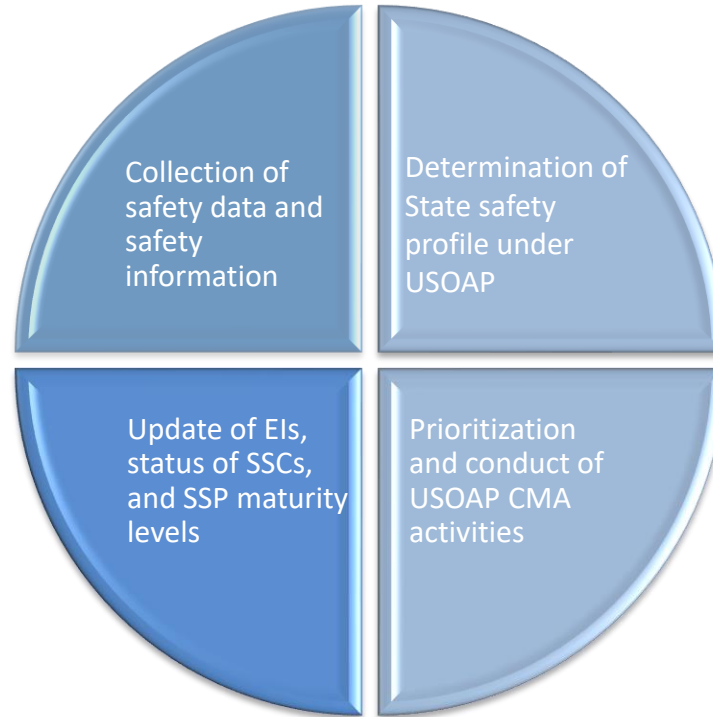 Collection of
safety data and
safety
information
Determination of
State safety
profile under
USOAP
Update of EIs,
status of SSCs,
and SSP maturity
levels
Prioritization
and conduct of
USOAP CMA
activities